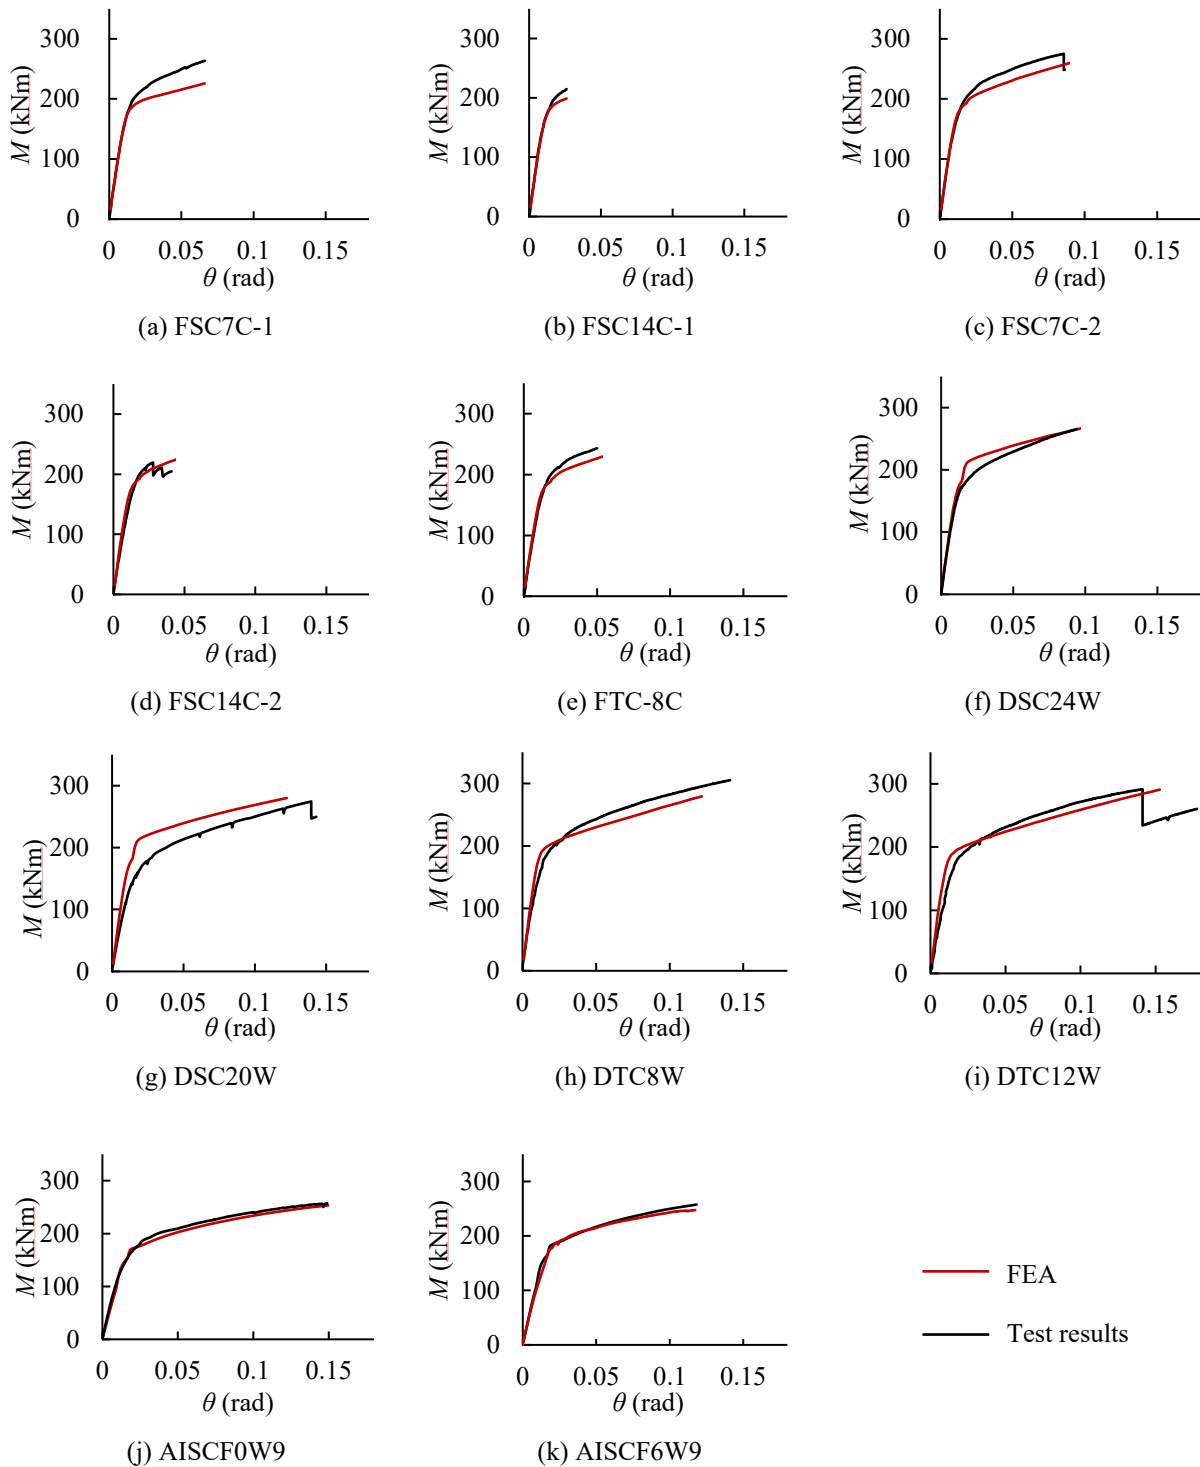 300
200
100
0
M (kNm)
0 0.05 0.1 0.15
θ (rad)
(a) FSC7C-1
300
200
100
0
M (kNm)
0 0.05 0.1 0.15
θ (rad)
(b) FSC14C-1
300
200
100
0
M (kNm)
0 0.05 0.1 0.15
θ (rad)
(c) FSC7C-2
300
200
100
0
M (kNm)
0 0.05 0.1 0.15
θ (rad)
(d) FSC14C-2
300
200
100
0
M (kNm)
0 0.05 0.1 0.15
θ (rad)
(e) FTC-8C
300
200
100
0
M (kNm)
0 0.05 0.1 0.15
θ (rad)
(f) DSC24W
300
200
100
0
M (kNm)
0 0.05 0.1 0.15
θ (rad)
(g) DSC20W
300
200
100
0
M (kNm)
0 0.05 0.1 0.15
θ (rad)
(h) DTC8W
300
200
100
0
M (kNm)
0 0.05 0.1 0.15
θ (rad)
(i) DTC12W
300
200
100
0
M (kNm)
0 0.05 0.1 0.15
θ (rad)
(j) AISCF0W9
300
200
100
0
M (kNm)
0 0.05 0.1 0.15
θ (rad)
(k) AISCF6W9
FEA
Test results